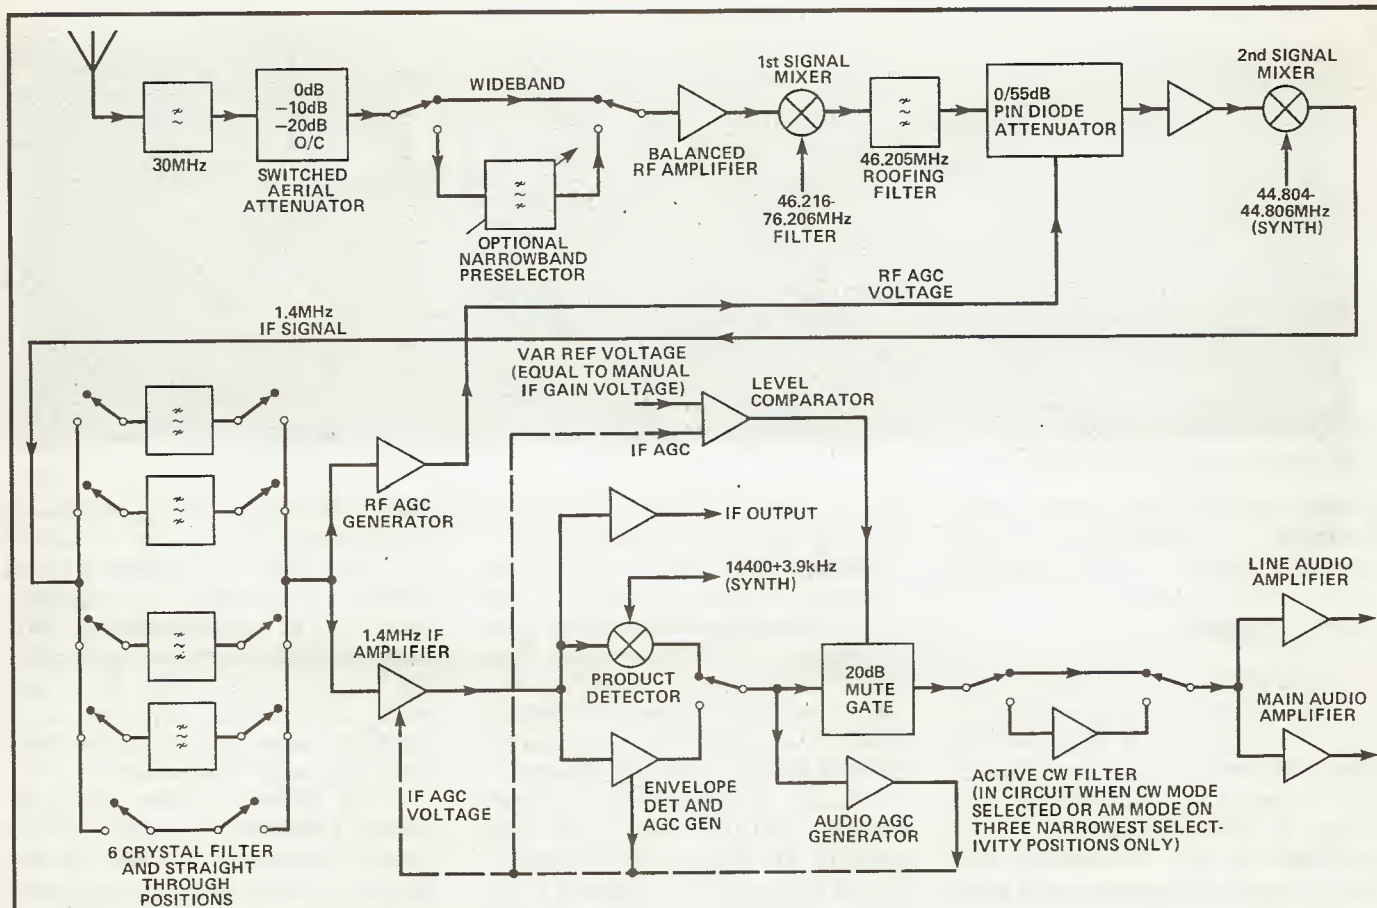 30MHz
0dB
−10dB
−20dB
O/C
SWITCHED
AERIAL
ATTENUATOR
WIDEBAND
OPTIONAL
NARROWBAND
PRESELECTOR
BALANCED
RF AMPLIFIER
1st SIGNAL
MIXER
46.216-
76.206MHz
FILTER
46.205MHz
ROOFING
FILTER
0/55dB
PIN DIODE
ATTENUATOR
2nd SIGNAL
MIXER
44.804-
44.806MHz
(SYNTH)
RF AGC
VOLTAGE
1.4MHz
IF SIGNAL
VAR REF VOLTAGE
(EQUAL TO MANUAL
IF GAIN VOLTAGE)
LEVEL
COMPARATOR
IF AGC
RF AGC
GENERATOR
IF OUTPUT
14400+3.9kHz
(SYNTH)
1.4MHz IF
AMPLIFIER
PRODUCT
DETECTOR
20dB
MUTE
GATE
LINE AUDIO
AMPLIFIER
MAIN AUDIO
AMPLIFIER
IF AGC
VOLTAGE
ENVELOPE
DET AND
AGC GEN
AUDIO AGC
GENERATOR
ACTIVE CW FILTER
(IN CIRCUIT WHEN CW MODE
SELECTED OR AM MODE ON
THREE NARROWEST SELECT-
IVITY POSITIONS ONLY)
6 CRYSTAL FILTER
AND STRAIGHT
THROUGH
POSITIONS